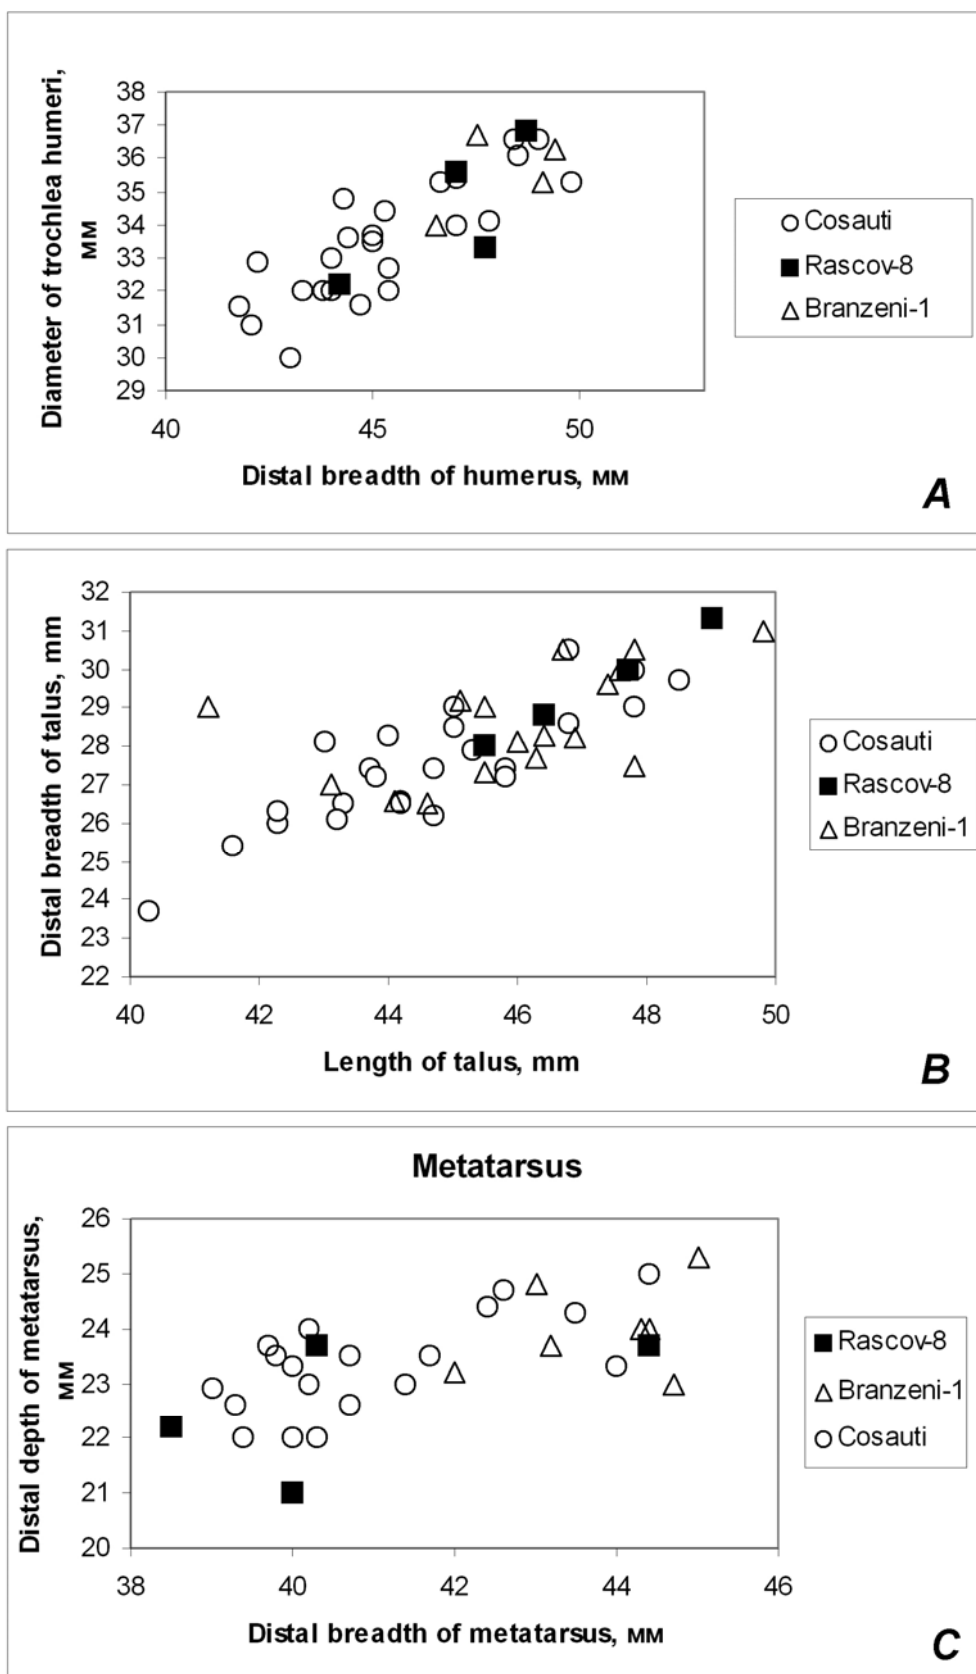 Diameter of trochlea humeri,
мм
38
37
36
35
34
33
32
31
30
29
40 45 50
Distal breadth of humerus, мм
Cosauti
Rascov-8
Branzeni-1
A
Distal breadth of talus, mm
32
31
30
29
28
27
26
25
24
23
22
40 42 44 46 48 50
Length of talus, mm
Cosauti
Rascov-8
Branzeni-1
B
Metatarsus
Distal depth of metatarsus,
мм
26
25
24
23
22
21
20
38 40 42 44 46
Distal breadth of metatarsus, мм
Rascov-8
Branzeni-1
Cosauti
C